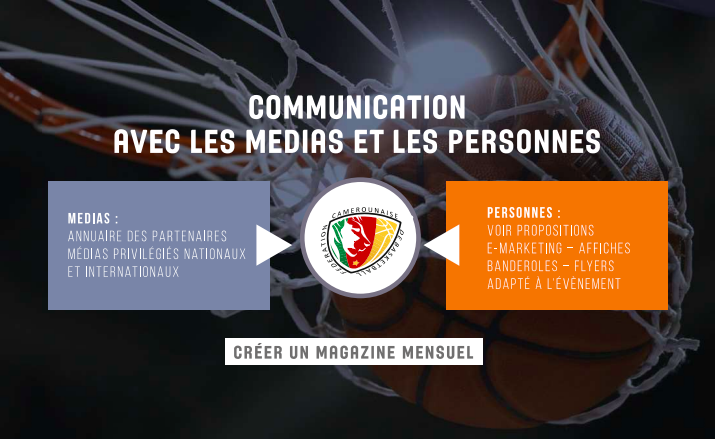 COMMUNICATION
AVEC LES MEDIAS ET LES PERSONNES
MEDIAS :
ANNUAIRE DES PARTENAIRES
MÉDIAS PRIVILÉGIÉS NATIONAUX
ET INTERNATIONAUX
FÉDÉRATION CAMEROUNAISE DE BASKETBALL
PERSONNES :
VOIR PROPOSITIONS
E-MARKETING – AFFICHES
BANDEROLES – FLYERS
ADAPTÉ À L'ÉVÉNEMENT
CRÉER UN MAGAZINE MENSUEL